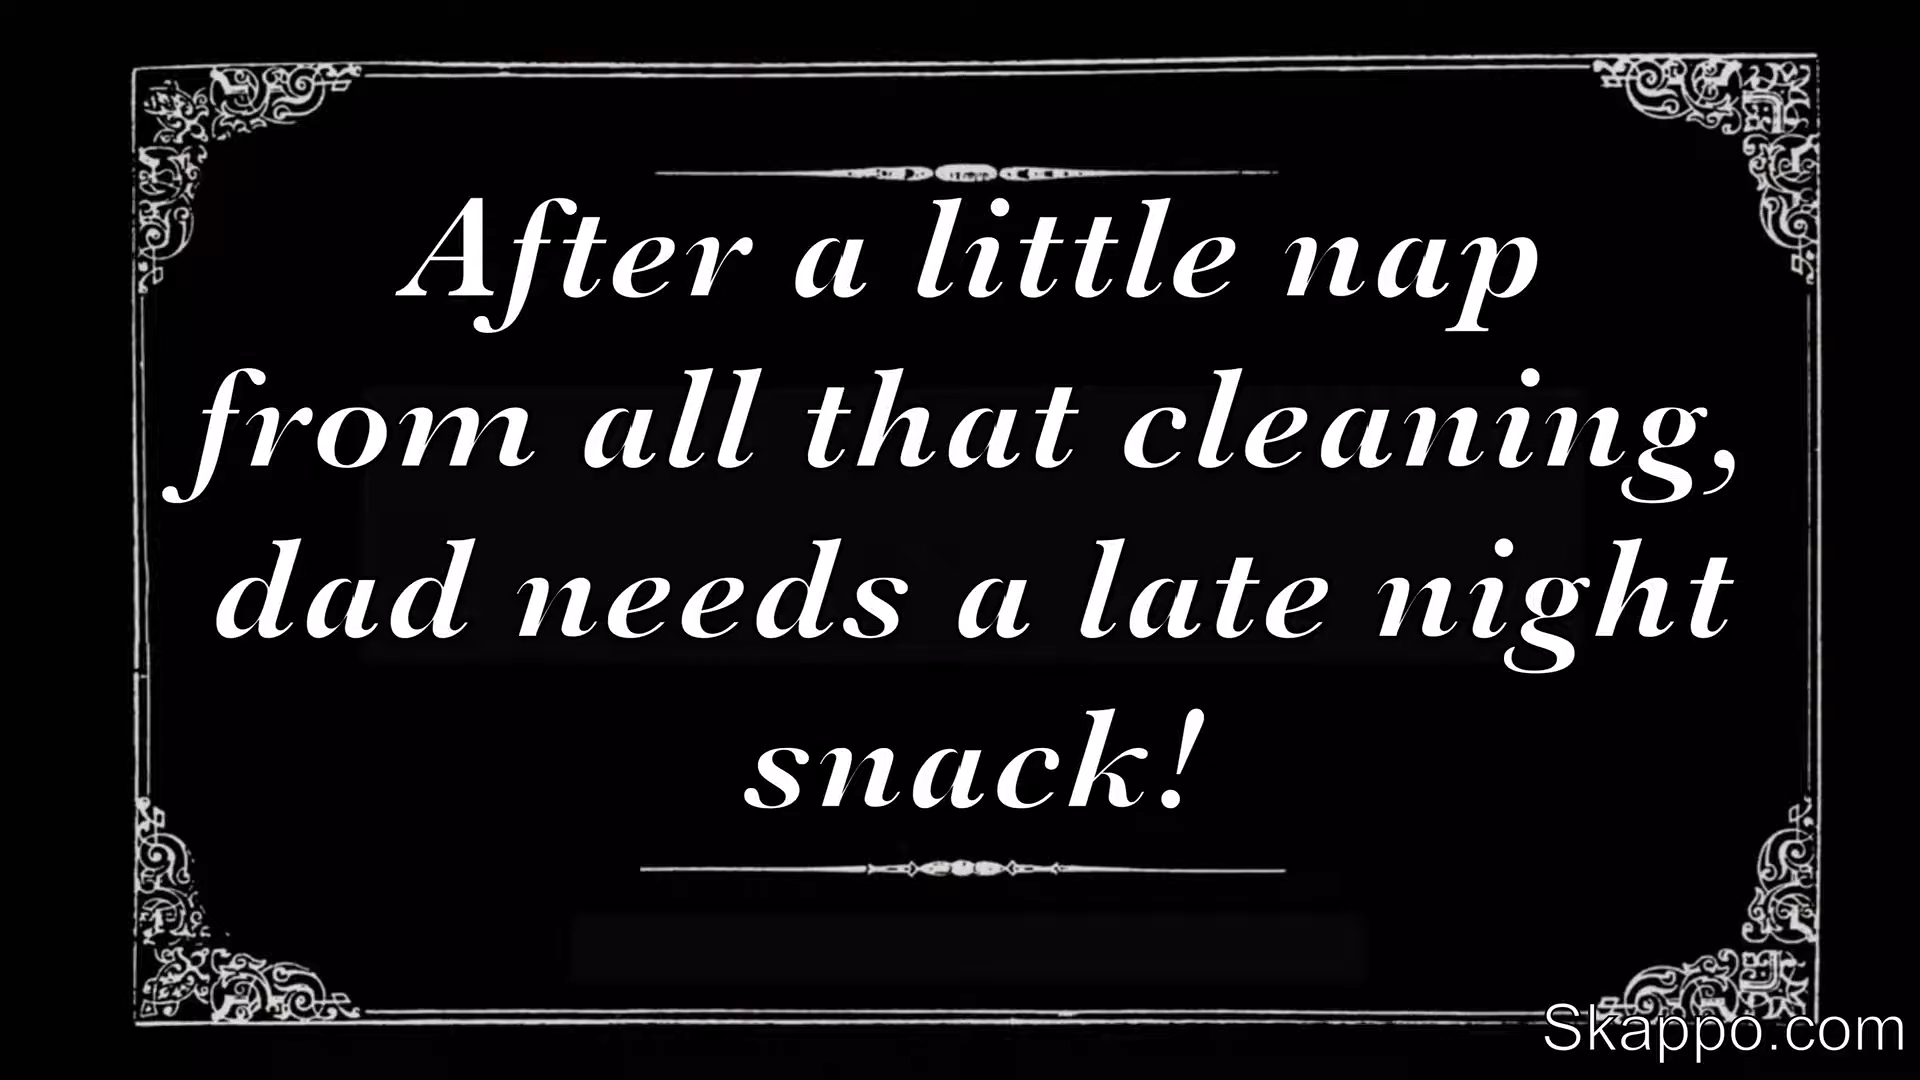 After a little nap
from all that cleaning,
dad needs a late night
snack!
Skappo.com